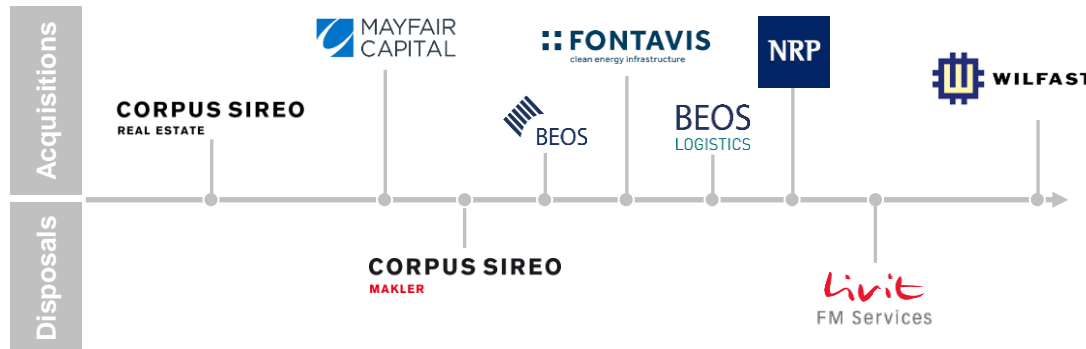 Acquisitions
CORPUS SIREO
REAL ESTATE
MAYFAIR
CAPITAL
BEOS
FONTAVIS
clean energy infrastructure
BEOS
LOGISTICS
NRP
WILFAST
Disposals
CORPUS SIREO
MAKLER
Livit
FM Services